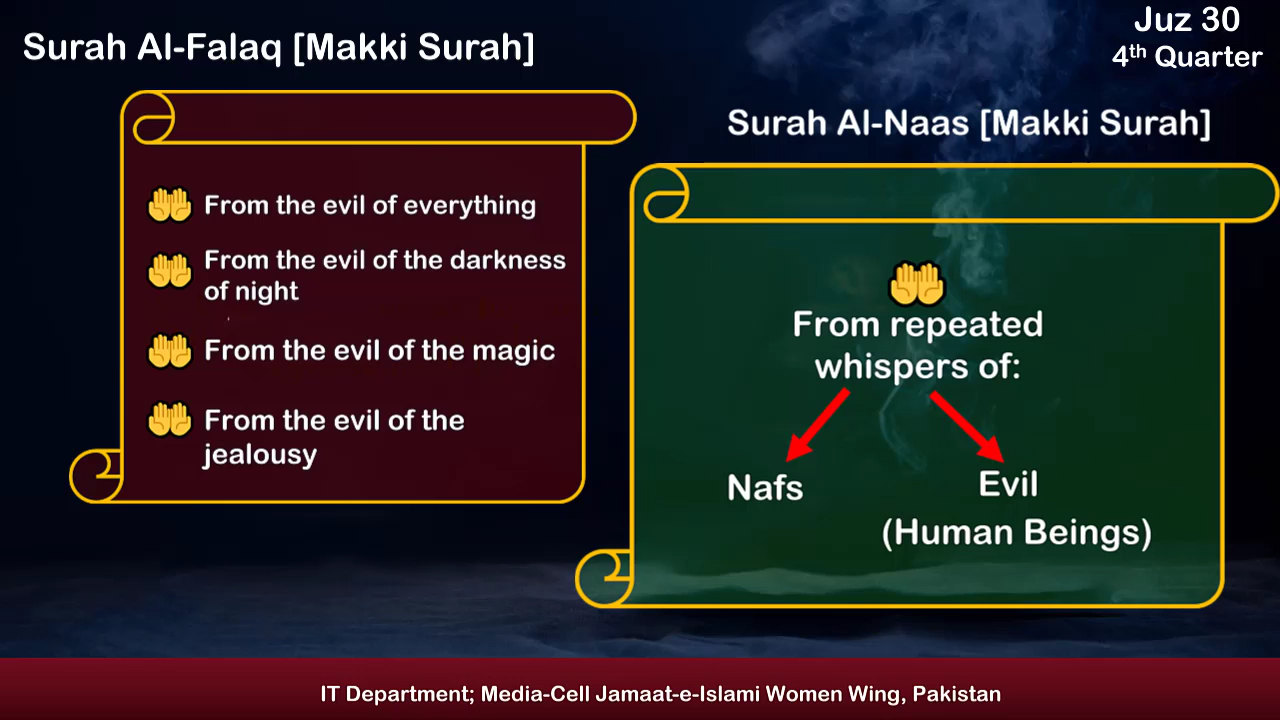 Juz 30
4th Quarter
Surah Al-Falaq [Makki Surah]
From the evil of everything
From the evil of the darkness
of night
From the evil of the magic
From the evil of the
jealousy
Surah Al-Naas [Makki Surah]
From repeated
whispers of:
Nafs
Evil
(Human Beings)
IT Department; Media-Cell Jamaat-e-Islami Women Wing, Pakistan